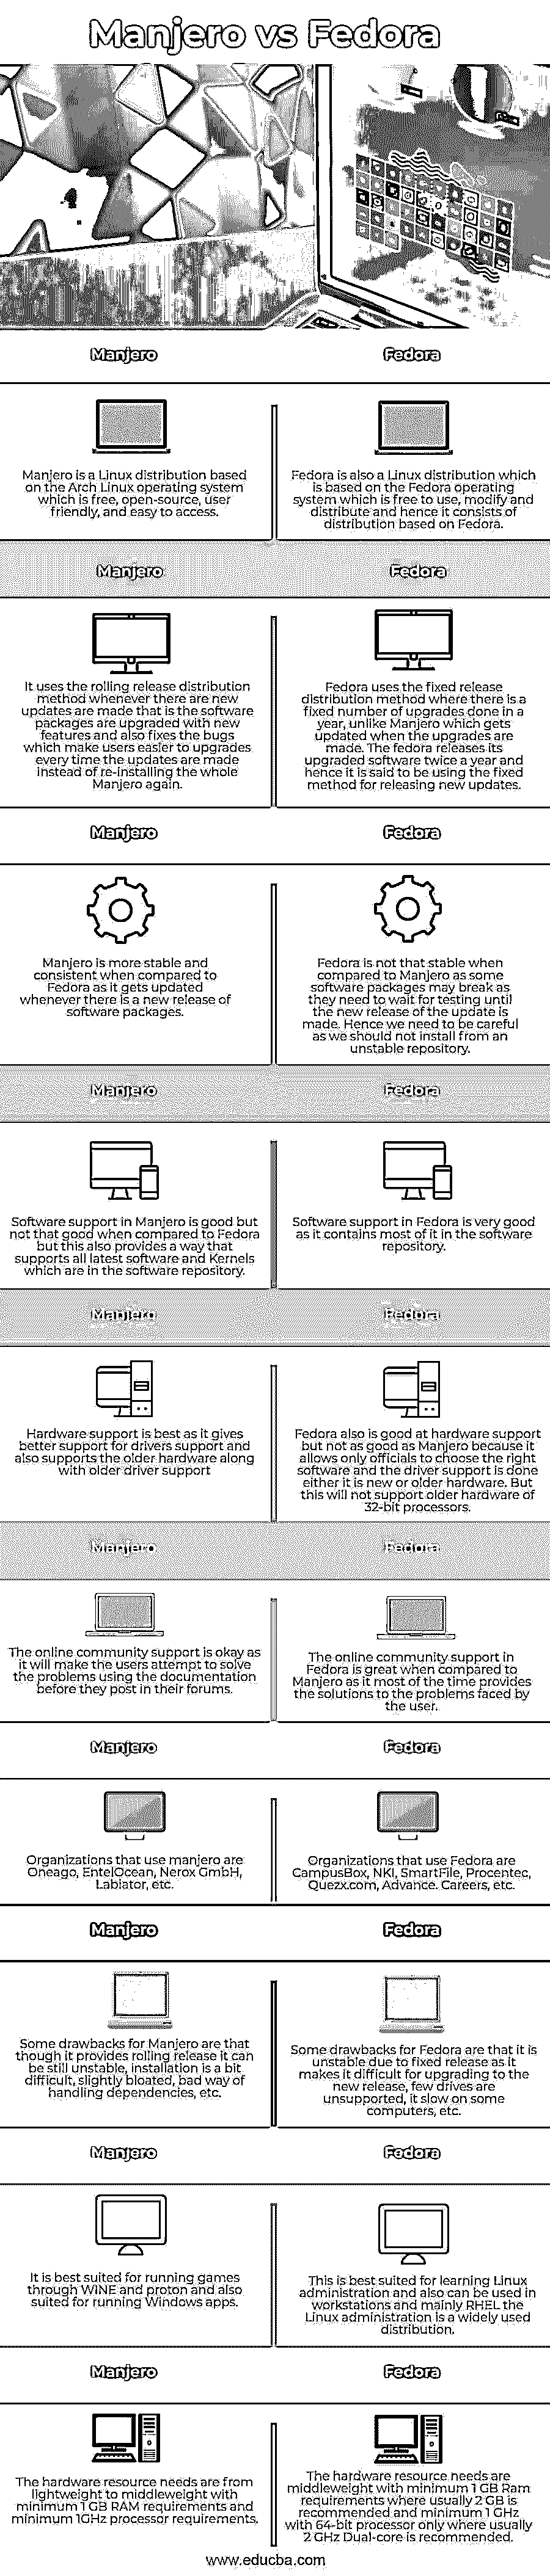 Manjero vs Fedora
Manjero
Fedora
Manjero is a Linux distribution based
on the Arch Linux operating system
which is free, open-source, user
friendly, and easy to access.
Fedora is also a Linux distribution which
is based on the Fedora operating
system which is free to use, modify and
distribute and hence it consists of
distribution based on Fedora.
Manjero
Fedora
It uses the rolling release distribution
method whenever there are new
updates are made that is the software
packages are upgraded with new
features and also fixes the bugs
which make users easier to upgrades
every time the updates are made
instead of re-installing the whole
Manjero again.
Fedora uses the fixed release
distribution method where there is a
fixed number of upgrades done in a
year, unlike Manjero which gets
updated when the upgrades are
made. The fedora releases its
upgraded software twice a year and
hence it is said to be using the fixed
method for releasing new updates.
Manjero
Fedora
Manjero is more stable and
consistent when compared to
Fedora as it gets updated
whenever there is a new release of
software packages.
Fedora is not that stable when
compared to Manjero as some
software packages may break as
they need to wait for testing until
the new release of the update is
made. Hence we need to be careful
as we should not install from an
unstable repository.
Manjero
Fedora
Software support in Manjero is good but
not that good when compared to Fedora
but this also provides a way that
supports all latest software and Kernels
which are in the software repository.
Software support in Fedora is very good
as it contains most of it in the software
repository.
Manjero
Fedora
Hardware support is best as it gives
better support for drivers support and
also supports the older hardware along
with older driver support
Fedora also is good at hardware support
but not as good as Manjero because it
allows only officials to choose the right
software and the driver support is done
either it is new or older hardware. But
this will not support older hardware of
32-bit processors.
Manjero
Fedora
The online community support is okay as
it will make the users attempt to solve
the problems using the documentation
before they post in their forums.
The online community support in
Fedora is great when compared to
Manjero as it most of the time provides
the solutions to the problems faced by
the user.
Manjero
Fedora
Organizations that use manjero are
Oneago, EntelOcean, Nerox GmbH,
Labiator, etc.
Organizations that use Fedora are
CampusBox, NKI, SmartFile, Procentec,
Quezx.com, Advance. Careers, etc.
Manjero
Fedora
Some drawbacks for Manjero are that
though it provides rolling release it can
be still unstable, installation is a bit
difficult, slightly bloated, bad way of
handling dependencies, etc.
Some drawbacks for Fedora are that it is
unstable due to fixed release as it
makes it difficult for upgrading to the
new release, few drives are
unsupported, it slow on some
computers, etc.
Manjero
Fedora
It is best suited for running games
through WINE and proton and also
suited for running Windows apps.
This is best suited for learning Linux
administration and also can be used in
workstations and mainly RHEL the
Linux administration is a widely used
distribution.
Manjero
Fedora
The hardware resource needs are from
lightweight to middleweight with
minimum 1 GB RAM requirements and
minimum 1GHz processor requirements.
The hardware resource needs are
middleweight with minimum 1 GB Ram
requirements where usually 2 GB is
recommended and minimum 1 GHz
with 64-bit processor only where usually
2 GHz Dual-core is recommended.
www.educba.com